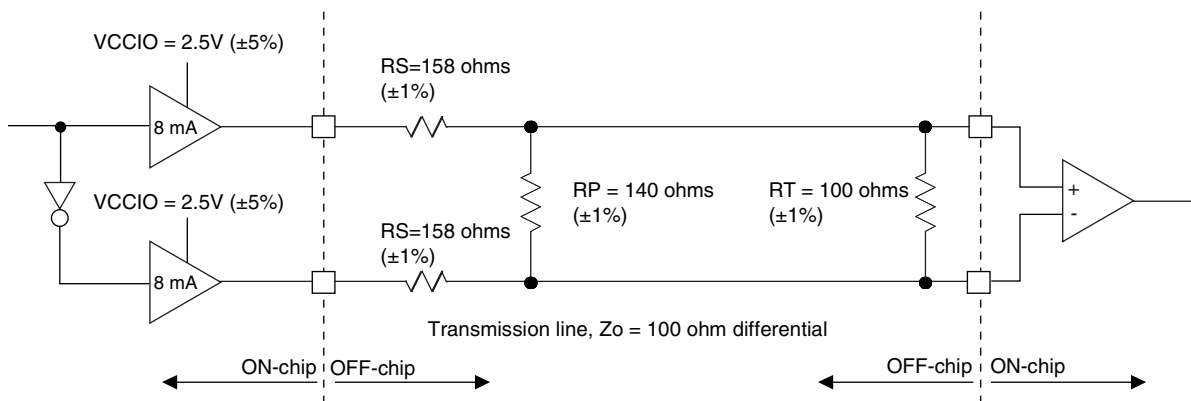 VCCIO = 2.5V (±5%)
8 mA
RS=158 ohms
(±1%)
VCCIO = 2.5V (±5%)
8 mA
RS=158 ohms
(±1%)
RP = 140 ohms
(±1%)
RT = 100 ohms
(±1%)
+
-
Transmission line, Zo = 100 ohm differential
ON-chip
OFF-chip
OFF-chip
ON-chip